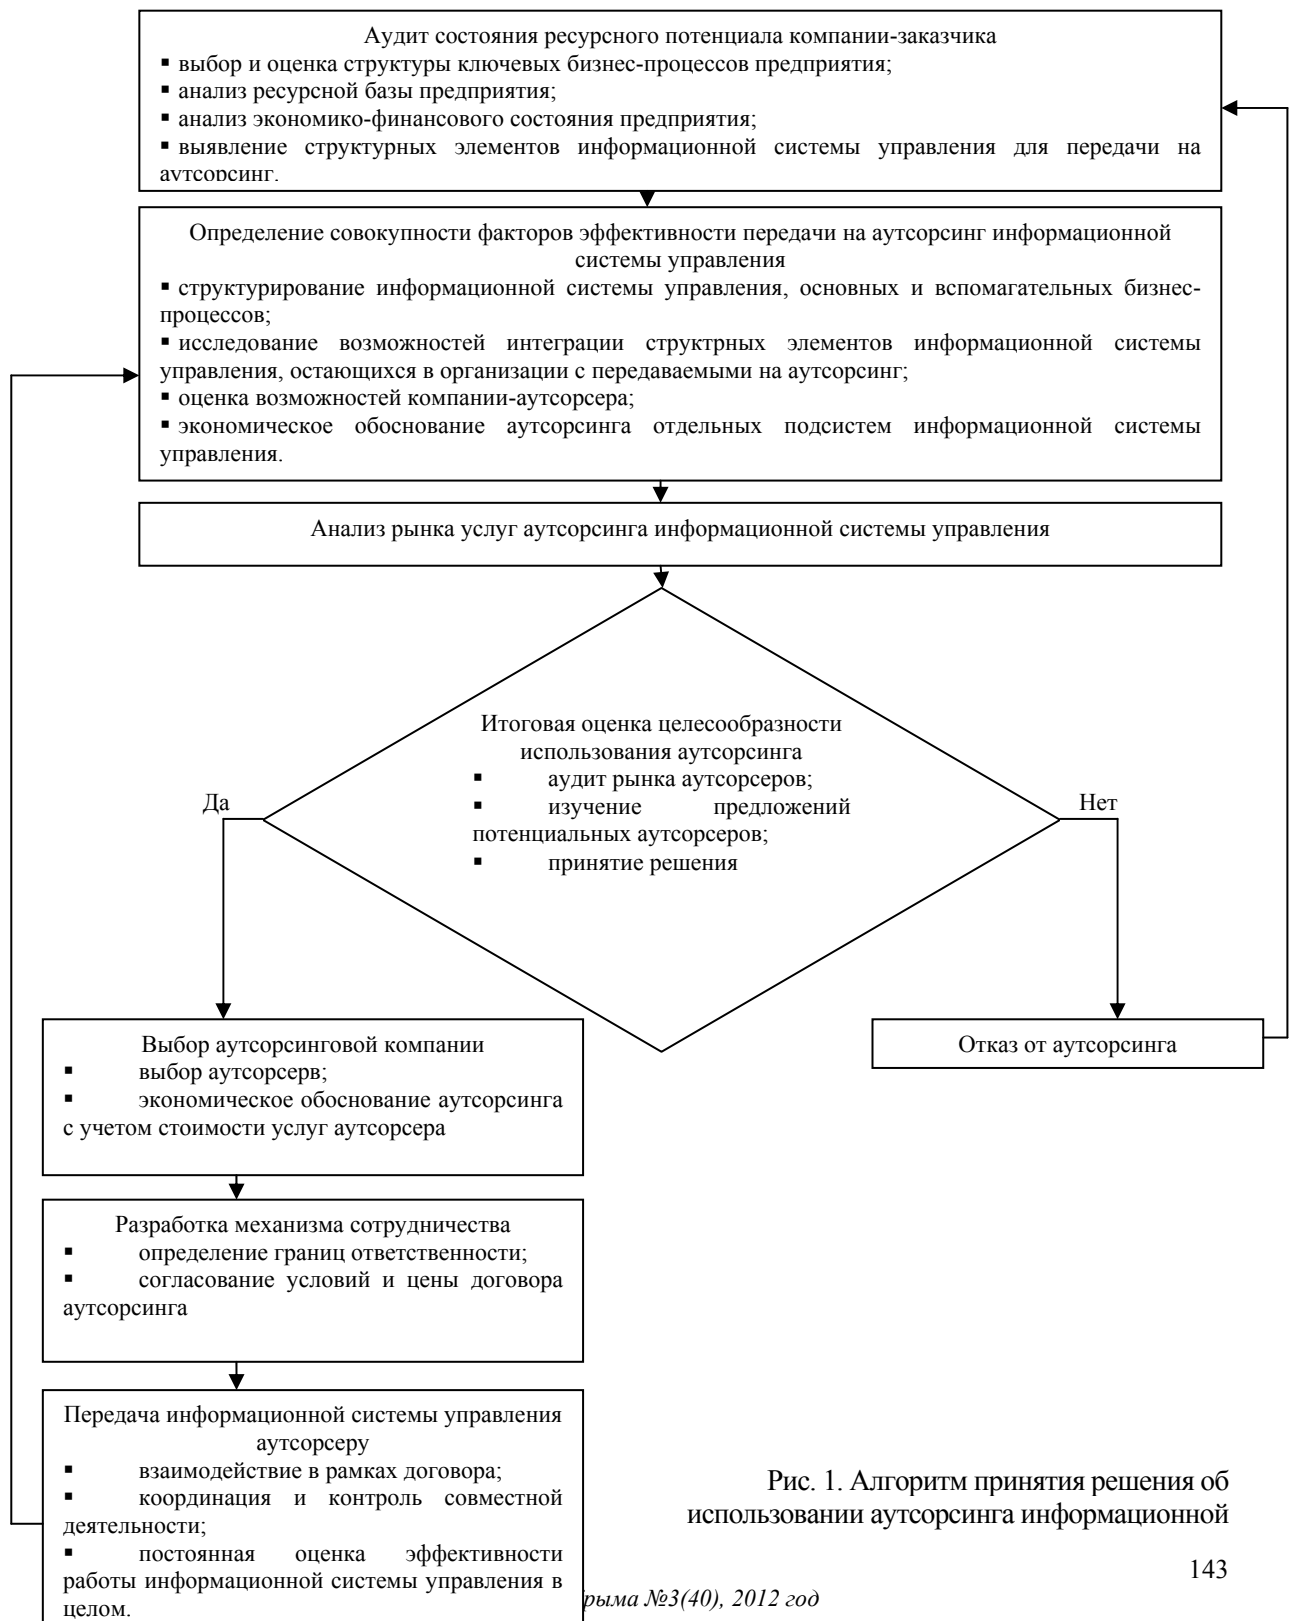 Аудит состояния ресурсного потенциала компании-заказчика
▪ выбор и оценка структуры ключевых бизнес-процессов предприятия;
▪ анализ ресурсной базы предприятия;
▪ анализ экономико-финансового состояния предприятия;
▪ выявление структурных элементов информационной системы управления для передачи на
аутсорсинг.
Определение совокупности факторов эффективности передачи на аутсорсинг информационной
системы управления
▪ структурирование информационной системы управления, основных и вспомагательных бизнес-
процессов;
▪ исследование возможностей интеграции структрных элементов информационной системы
управления, остающихся в организации с передаваемыми на аутсорсинг;
▪ оценка возможностей компании-аутсорсера;
▪ экономическое обоснование аутсорсинга отдельных подсистем информационной системы
управления.
Анализ рынка услуг аутсорсинга информационной системы управления
Итоговая оценка целесообразности
использования аутсорсинга
▪ аудит рынка аутсорсеров;
▪ изучение предложений
потенциальных аутсорсеров;
▪ принятие решения
Да
Нет
Выбор аутсорсинговой компании
▪ выбор аутсорсерв;
▪ экономическое обоснование аутсорсинга
с учетом стоимости услуг аутсорсера
Отказ от аутсорсинга
Разработка механизма сотрудничества
▪ определение границ ответственности;
▪ согласование условий и цены договора
аутсорсинга
Передача информационной системы управления
аутсорсеру
▪ взаимодействие в рамках договора;
▪ координация и контроль совместной
деятельности;
▪ постоянная оценка эффективности
работы информационной системы управления в
целом.
Рис. 1. Алгоритм принятия решения об
использовании аутсорсинга информационной
143
рыма №3(40), 2012 год